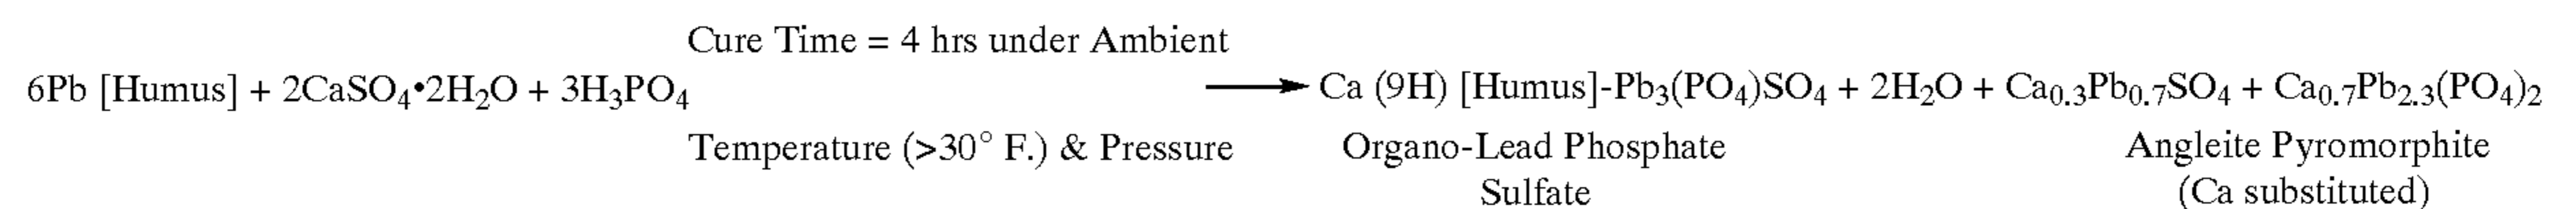 Cure Time = 4 hrs under Ambient
6Pb [Humus] + 2CaSO₄•2H₂O + 3H₃PO₄ ⟶ Ca (9H) [Humus]-Pb₃(PO₄)SO₄ + 2H₂O + Ca₀.₃Pb₀.₇SO₄ + Ca₀.₇Pb₂.₃(PO₄)₂
Temperature (>30° F.) & Pressure Organo-Lead Phosphate Angleite Pyromorphite
Sulfate (Ca substituted)